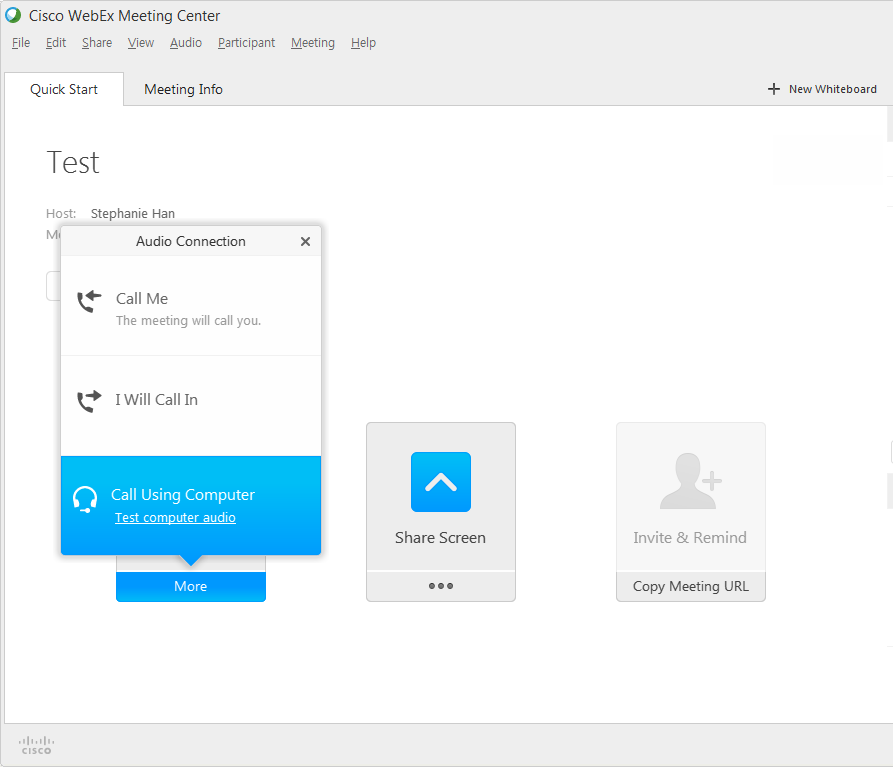 Cisco WebEx Meeting Center
File Edit Share View Audio Participant Meeting Help
Quick Start Meeting Info New Whiteboard
Test
Host: Stephanie Han
Audio Connection
Call Me
The meeting will call you.
I Will Call In
Call Using Computer
Test computer audio
More
Share Screen
Invite & Remind
Copy Meeting URL
CISCO